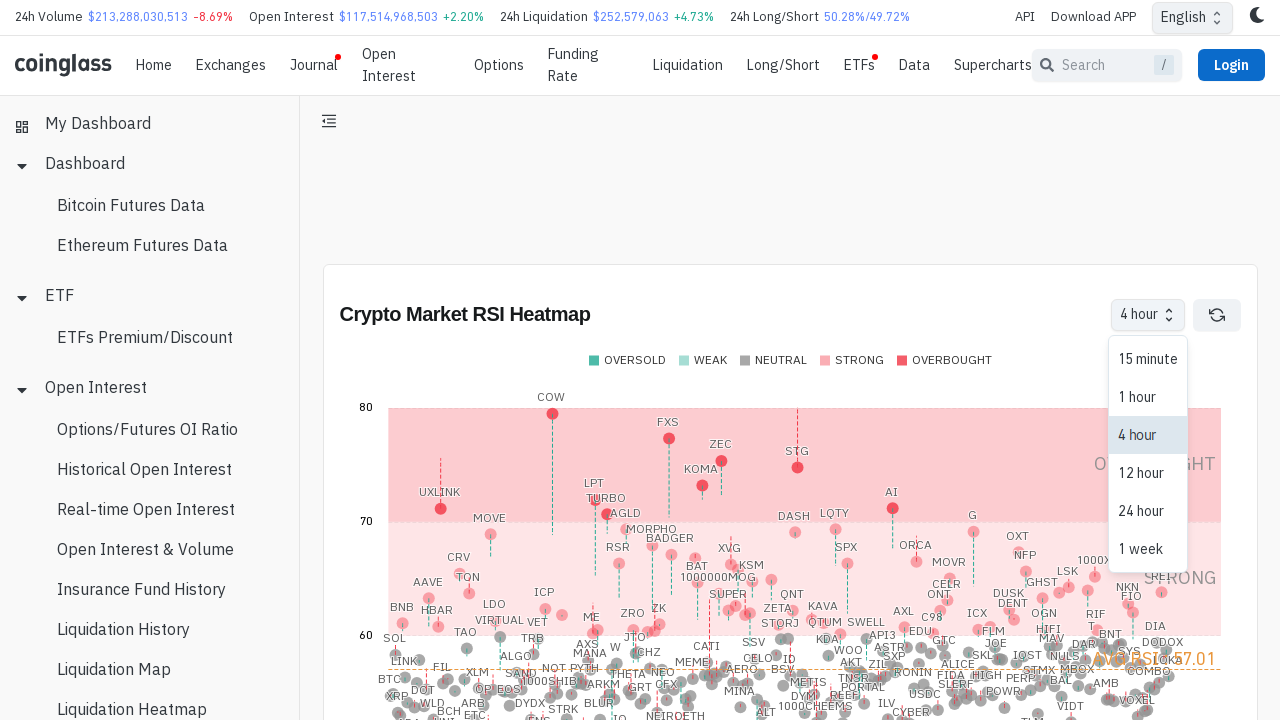 24h Volume $213,288,030,513 -8.69% Open Interest $117,514,968,503 +2.20% 24h Liquidation $252,579,063 +4.73% 24h Long/Short 50.28%/49.72% API Download APP English
coinglass Home Exchanges Journal Open Interest Options Funding Rate Liquidation Long/Short ETFs Data Supercharts Search / Login
My Dashboard
Dashboard
Bitcoin Futures Data
Ethereum Futures Data
ETF
ETFs Premium/Discount
Open Interest
Options/Futures OI Ratio
Historical Open Interest
Real-time Open Interest
Open Interest & Volume
Insurance Fund History
Liquidation History
Liquidation Map
Liquidation Heatmap
Crypto Market RSI Heatmap
4 hour
15 minute
1 hour
4 hour
12 hour
24 hour
1 week
OVERSOLD WEAK NEUTRAL STRONG OVERBOUGHT
80
COW
FXS
ZEC
STG
KOMA
LPT
UXLINK
TURBO
AI
70
MOVE
AGLD
DASH
LQTY
G
MORPHO
BADGER
OXT
RSR
XVG
SPX
ORCA
NFP
CRV
BAT
KSM
MOVR
LSK
STRONG
TON
1000000MOG
AAVE
CELR
GHST
NKN
ICP
SUPER
QNT
ONT
DUSK
FIO
BNB
HBAR
LDO
ZRO
ZK
ZETA
KAVA
AXL
C98
ICX
DENT
OGN
RIF
VIRTUAL
VET
ME
STORJ
QTUM
SWELL
EDU
FLM
HIFI
T
DIA
60
SOL
TAO
TRB
JTO
SSV
KDA
API3
GTC
JOE
MAV
BNT
DODOX
AXS
W
CATI
WOO
ASTR
DAR
SYS
LINK
ALGO
MANA
CHZ
CELO
ID
AKT
ZIL
SXP
ALICE
SKL
IOST
NULS
AVG RSI : 57.01
FIL
XLM
SAN
NOT
PYTH
THETA
NEO
MEME
AERO
BSV
RONIN
FIDA
HIGH
STMX
MBOX
COMBO
BTC
1000SHIB
ARKM
GRT
CFX
METIS
TNSR
PORTAL
SLERF
PERP
BAL
AMB
XRP
DOT
OP
EOS
MINA
DYM
REEF
USDC
POWR
WLD
ARB
DYDX
BLUR
1000CHEEMS
ILV
VIDT
VOXEL
BCH
ETC
STRK
NEIROETH
ALT
CYBER